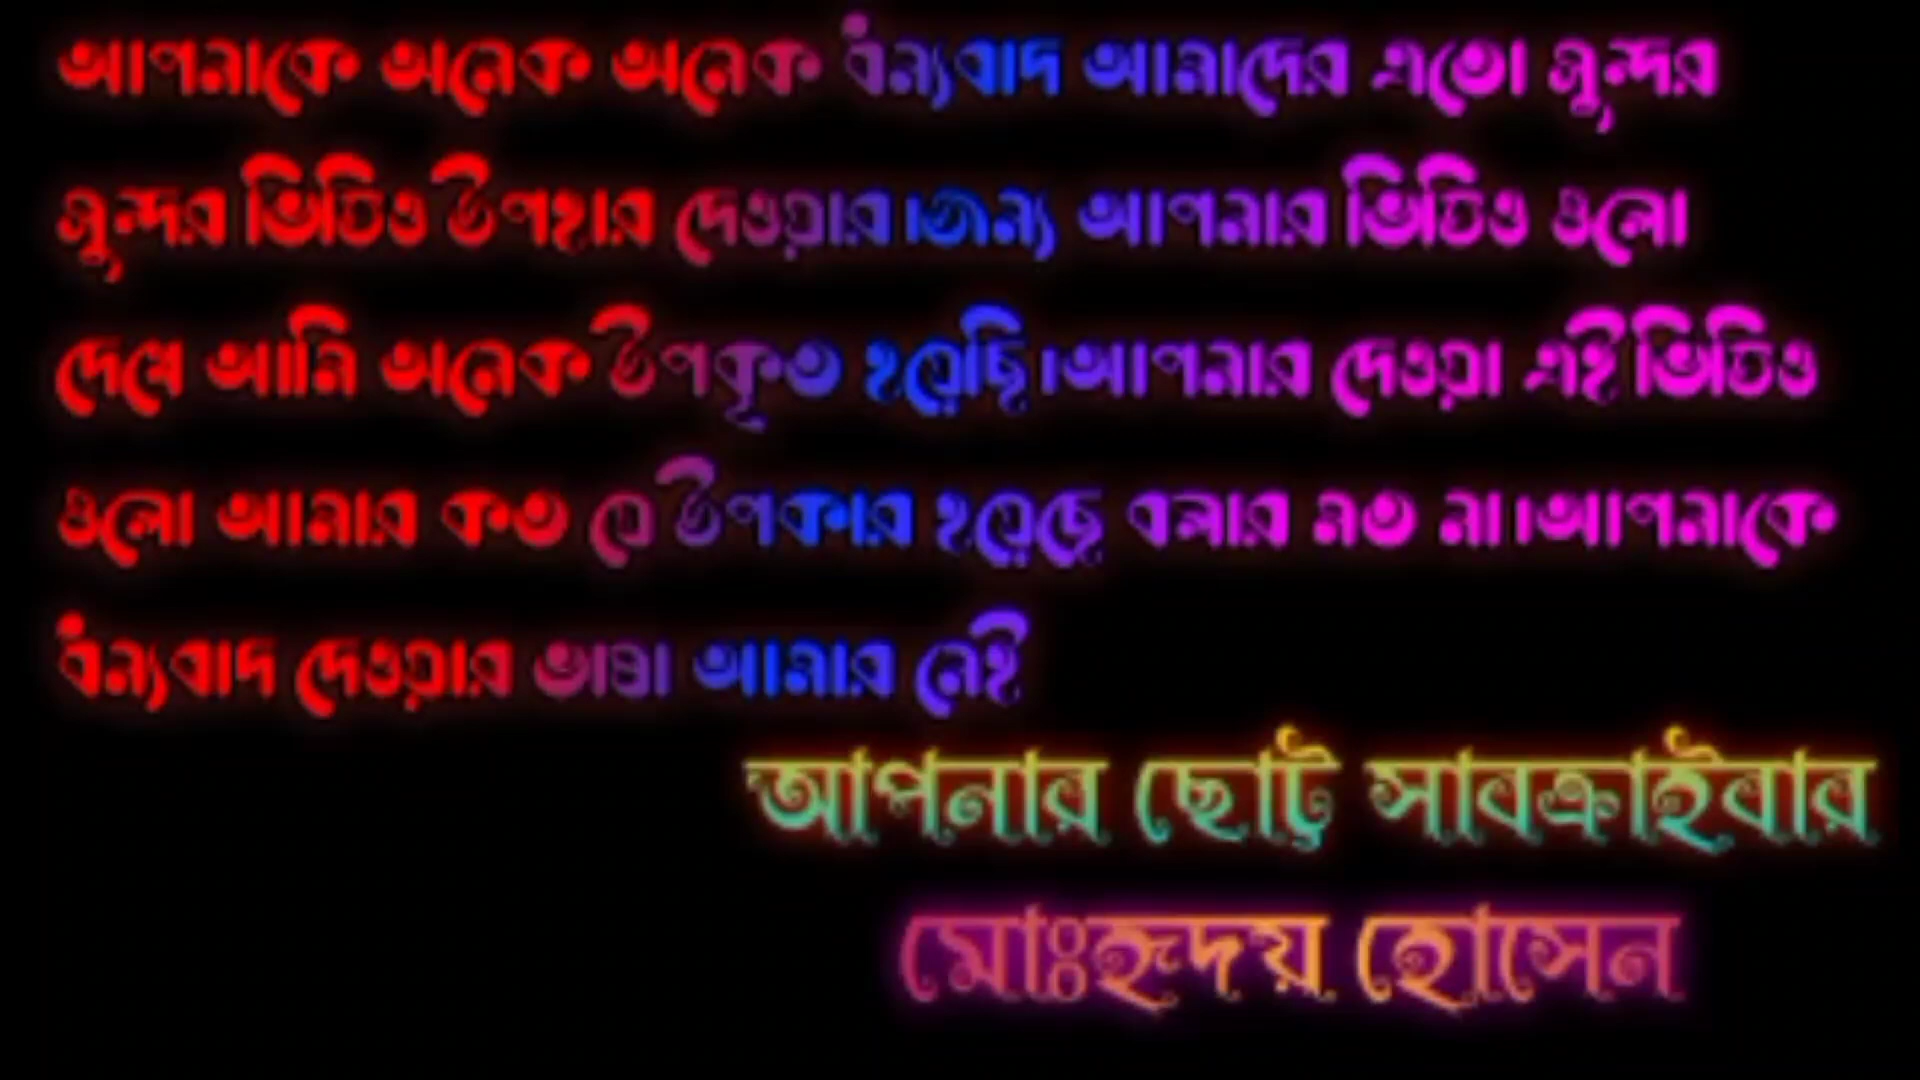 আপনাকে অনেক অনেক ধন্যবাদ আমাদের এতো সুন্দর
সুন্দর ভিডিও উপহার দেওয়ার জন্য আপনার ভিডিও গুলো
দেখে আমি অনেক উপকৃত হয়েছি।আপনার দেওয়া এই ভিডিও
গুলো আমার কত যে উপকার হয়েছে বলার মত না।আপনাকে
ধন্যবাদ দেওয়ার ভাষা আমার নেই
আপনার ছোট্ট সাবক্রাইবার
মোঃহৃদয় হোসেন